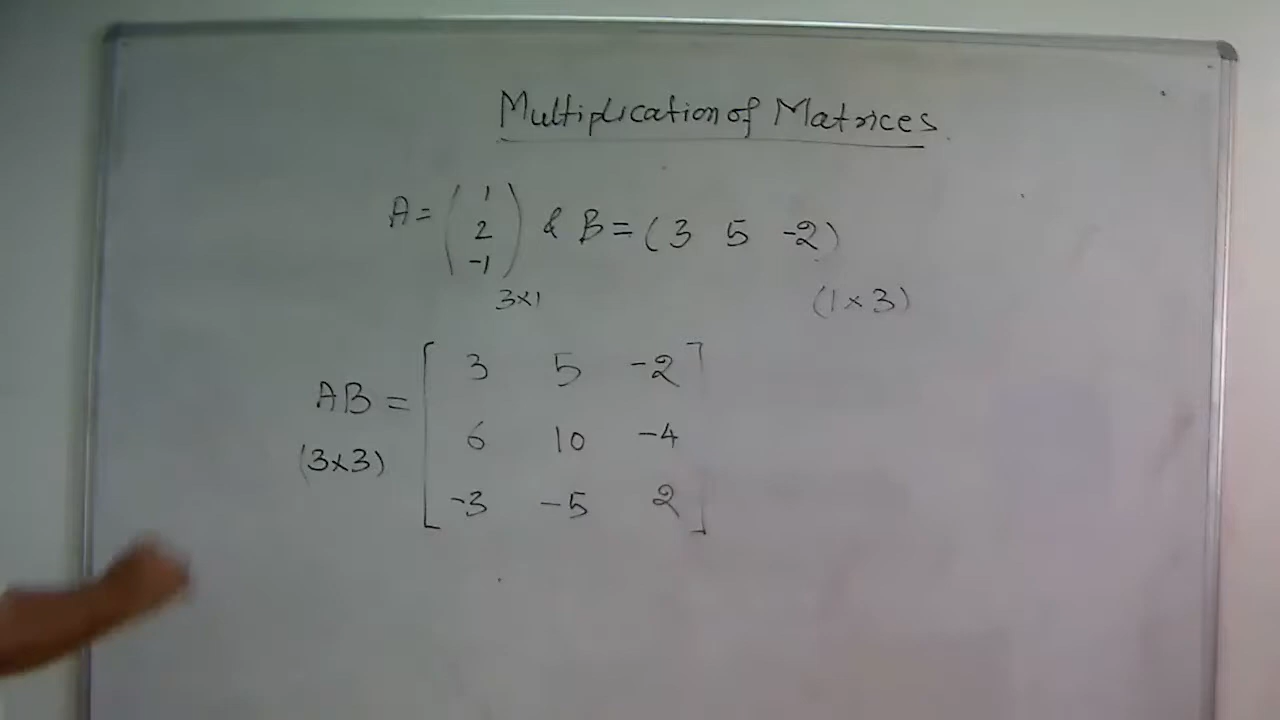 Multiplication of Matrices
A = ( 1 2 -1 ) & B = ( 3 5 -2 )
3×1 (1×3)
AB = [ 3 5 -2
6 10 -4
(3×3)
-3 -5 2 ]